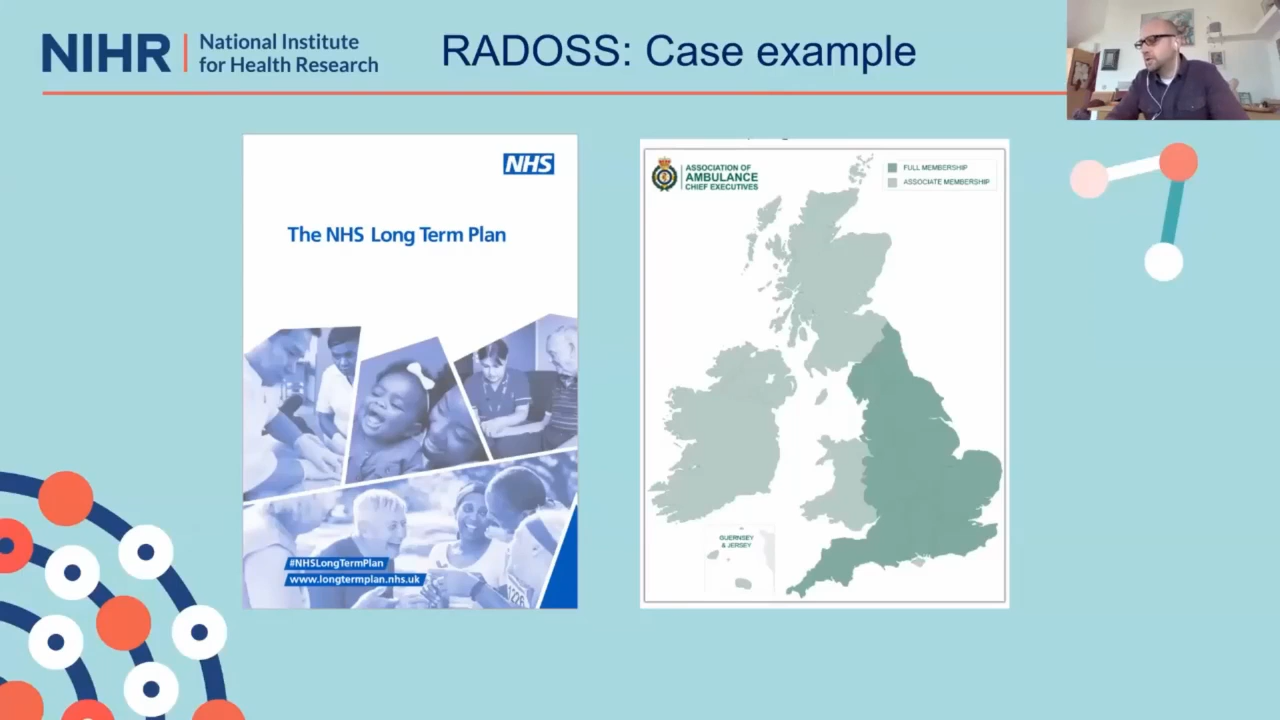 NIHR | National Institute
for Health Research
RADOSS: Case example
NHS
The NHS Long Term Plan
#NHSLongTermPlan
www.longtermplan.nhs.uk
ASSOCIATION OF
AMBULANCE
CHIEF EXECUTIVES
FULL MEMBERSHIP
ASSOCIATE MEMBERSHIP
GUERNSEY
& JERSEY